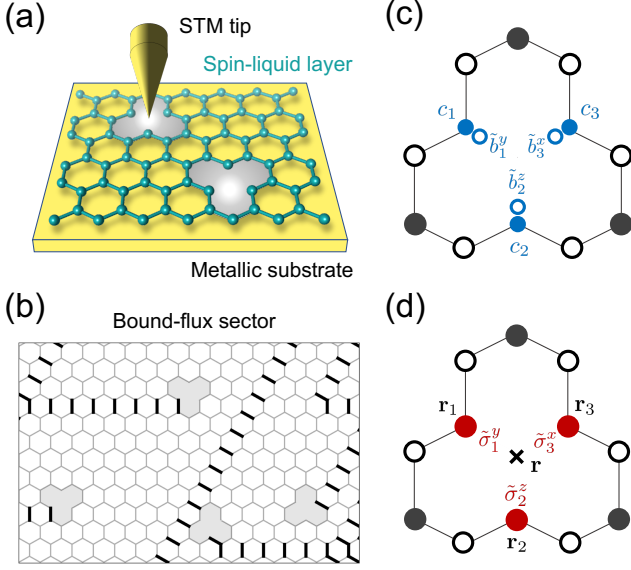 (a)
STM tip
Spin-liquid layer
Metallic substrate
(b)
Bound-flux sector
(c)
c₁
c₃
b̃₁ʸ
b̃₃ˣ
b̃₂ᶻ
c₂
(d)
r₁
r₃
σ̃₁ʸ
σ̃₃ˣ
r
σ̃₂ᶻ
r₂